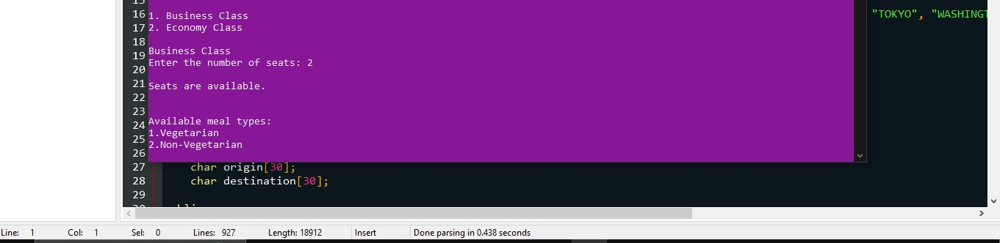 15
16 1. Business Class "TOKYO", "WASHINGT
17 2. Economy Class
18
19 Business Class
20 Enter the number of seats: 2
21 Seats are available.
22
23
24 Available meal types:
25 1.Vegetarian
26 2.Non-Vegetarian
27 char origin[30];
28 char destination[30];
29
Line: 1 Col: 1 Sel: 0 Lines: 927 Length: 18912 Insert Done parsing in 0.438 seconds